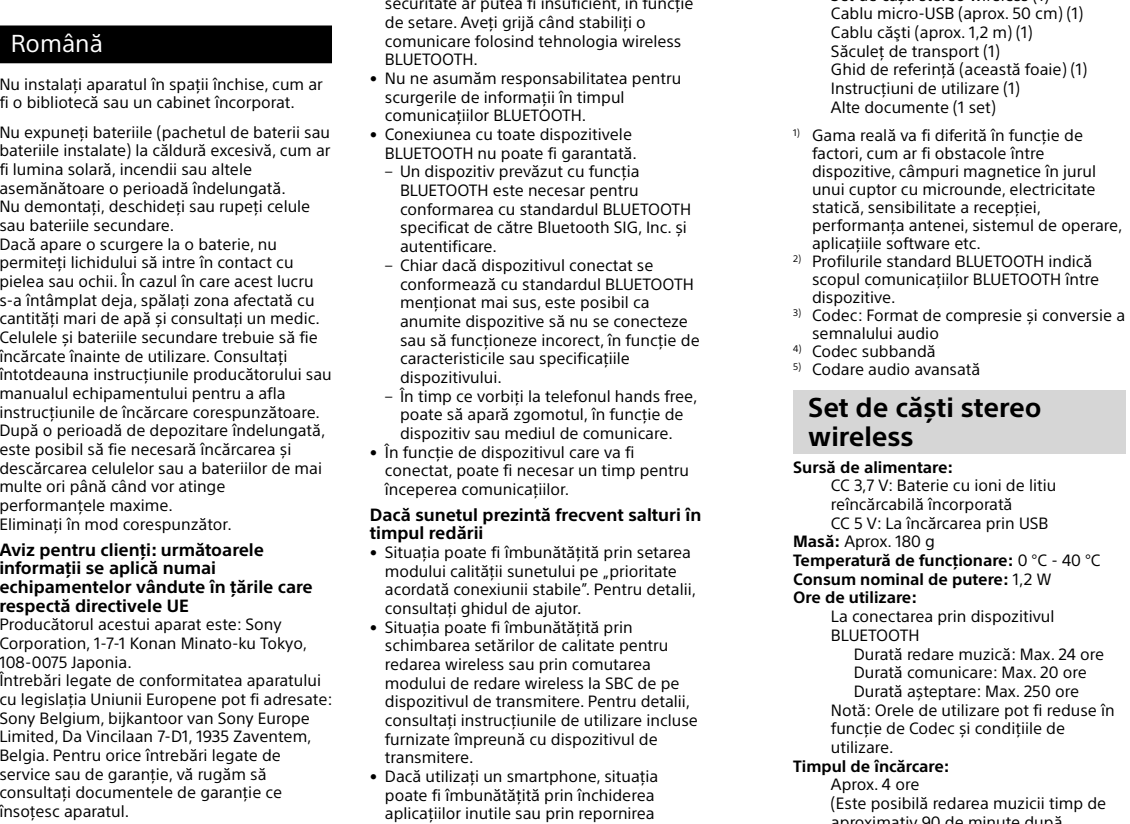 Română
Nu instalați aparatul în spații închise, cum ar
fi o bibliotecă sau un cabinet încorporat.
Nu expuneți bateriile (pachetul de baterii sau
bateriile instalate) la căldură excesivă, cum ar
fi lumina solară, incendii sau altele
asemănătoare o perioadă îndelungată.
Nu demontați, deschideți sau rupeți celule
sau bateriile secundare.
Dacă apare o scurgere la o baterie, nu
permiteți lichidului să intre în contact cu
pielea sau ochii. În cazul în care acest lucru
s-a întâmplat deja, spălați zona afectată cu
cantități mari de apă și consultați un medic.
Celulele și bateriile secundare trebuie să fie
încărcate înainte de utilizare. Consultați
întotdeauna instrucțiunile producătorului sau
manualul echipamentului pentru a afla
instrucțiunile de încărcare corespunzătoare.
După o perioadă de depozitare îndelungată,
este posibil să fie necesară încărcarea și
descărcarea celulelor sau a bateriilor de mai
multe ori până când vor atinge
performanțele maxime.
Eliminați în mod corespunzător.
Aviz pentru clienți: următoarele
informații se aplică numai
echipamentelor vândute în țările care
respectă directivele UE
Producătorul acestui aparat este: Sony
Corporation, 1-7-1 Konan Minato-ku Tokyo,
108-0075 Japonia.
Întrebări legate de conformitatea aparatului
cu legislația Uniunii Europene pot fi adresate:
Sony Belgium, bijkantoor van Sony Europe
Limited, Da Vincilaan 7-D1, 1935 Zaventem,
Belgia. Pentru orice întrebări legate de
service sau de garanție, vă rugăm să
consultați documentele de garanție ce
însoțesc aparatul.
securitate ar putea fi insuficient, în funcție
de setare. Aveți grijă când stabiliți o
comunicare folosind tehnologia wireless
BLUETOOTH.
• Nu ne asumăm responsabilitatea pentru
scurgerile de informații în timpul
comunicațiilor BLUETOOTH.
• Conexiunea cu toate dispozitivele
BLUETOOTH nu poate fi garantată.
– Un dispozitiv prevăzut cu funcția
BLUETOOTH este necesar pentru
conformarea cu standardul BLUETOOTH
specificat de către Bluetooth SIG, Inc. și
autentificare.
– Chiar dacă dispozitivul conectat se
conformează cu standardul BLUETOOTH
menționat mai sus, este posibil ca
anumite dispozitive să nu se conecteze
sau să funcționeze incorect, în funcție de
caracteristicile sau specificațiile
dispozitivului.
– În timp ce vorbiți la telefonul hands free,
poate să apară zgomotul, în funcție de
dispozitiv sau mediul de comunicare.
• În funcție de dispozitivul care va fi
conectat, poate fi necesar un timp pentru
începerea comunicațiilor.
Dacă sunetul prezintă frecvent salturi în
timpul redării
• Situația poate fi îmbunătățită prin setarea
modului calității sunetului pe „prioritate
acordată conexiunii stabile”. Pentru detalii,
consultați ghidul de ajutor.
• Situația poate fi îmbunătățită prin
schimbarea setărilor de calitate pentru
redarea wireless sau prin comutarea
modului de redare wireless la SBC de pe
dispozitivul de transmitere. Pentru detalii,
consultați instrucțiunile de utilizare incluse
furnizate împreună cu dispozitivul de
transmitere.
• Dacă utilizați un smartphone, situația
poate fi îmbunătățită prin închiderea
aplicațiilor inutile sau prin repornirea
Set de căști stereo wireless (1)
Cablu micro-USB (aprox. 50 cm) (1)
Cablu căști (aprox. 1,2 m) (1)
Săculeț de transport (1)
Ghid de referință (această foaie) (1)
Instrucțiuni de utilizare (1)
Alte documente (1 set)
1) Gama reală va fi diferită în funcție de
factori, cum ar fi obstacole între
dispozitive, câmpuri magnetice în jurul
unui cuptor cu microunde, electricitate
statică, sensibilitate a recepției,
performanța antenei, sistemul de operare,
aplicațiile software etc.
2) Profilurile standard BLUETOOTH indică
scopul comunicațiilor BLUETOOTH între
dispozitive.
3) Codec: Format de compresie și conversie a
semnalului audio
4) Codec subbandă
5) Codare audio avansată
Set de căști stereo
wireless
Sursă de alimentare:
CC 3,7 V: Baterie cu ioni de litiu
reîncărcabilă încorporată
CC 5 V: La încărcarea prin USB
Masă: Aprox. 180 g
Temperatură de funcționare: 0 °C - 40 °C
Consum nominal de putere: 1,2 W
Ore de utilizare:
La conectarea prin dispozitivul
BLUETOOTH
Durată redare muzică: Max. 24 ore
Durată comunicare: Max. 20 ore
Durată așteptare: Max. 250 ore
Notă: Orele de utilizare pot fi reduse în
funcție de Codec și condițiile de
utilizare.
Timpul de încărcare:
Aprox. 4 ore
(Este posibilă redarea muzicii timp de
aproximativ 90 de minute după